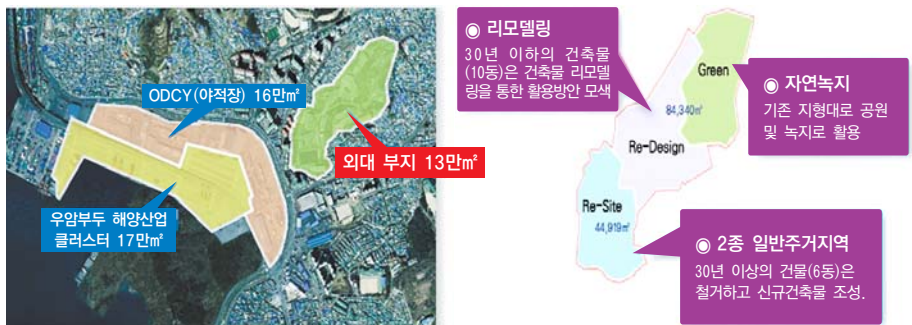 ODCY(야적장) 16만㎡
외대 부지 13만㎡
우암부두 해양산업
클러스터 17만㎡
◉ 리모델링
30년 이하의 건축물
(10동)은 건축물 리모델
링을 통한 활용방안 모색
Green
84,340㎡
Re-Design
◉ 자연녹지
기존 지형대로 공원
및 녹지로 활용
Re-Site
44,919㎡
◉ 2종 일반주거지역
30년 이상의 건물(6동)은
철거하고 신규건축물 조성.